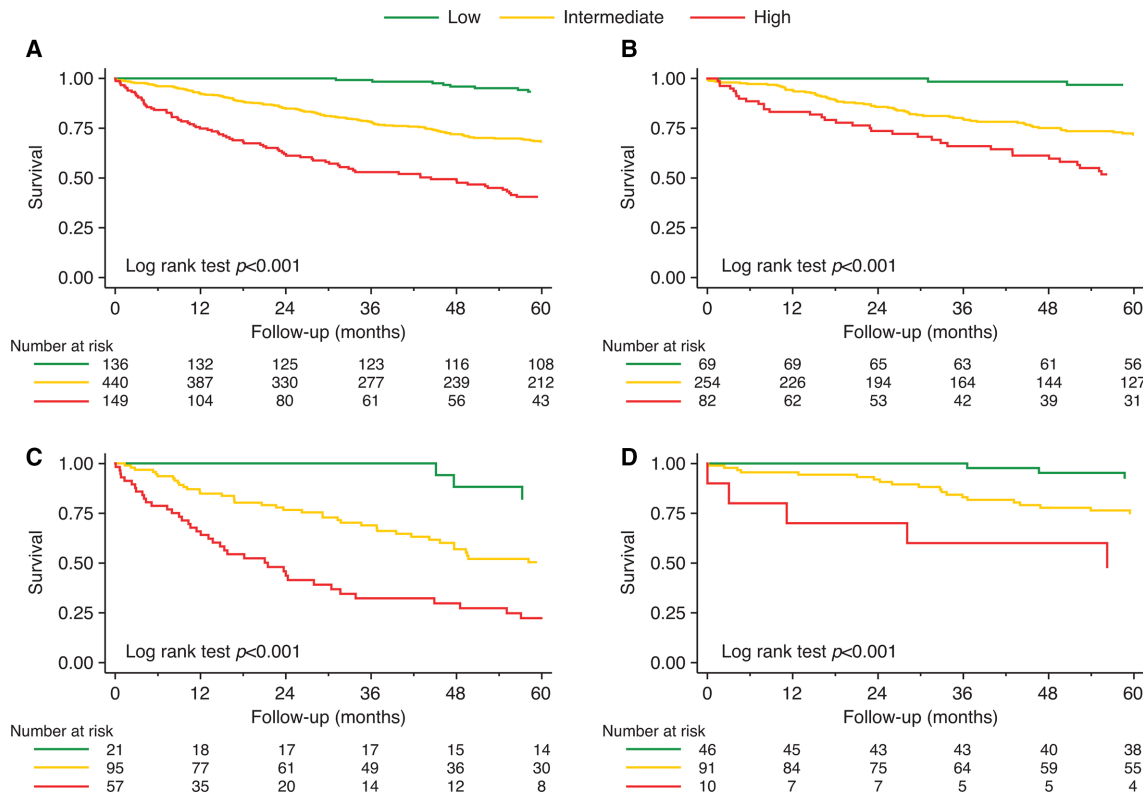 Low Intermediate High
A
1.00
0.75
0.50
0.25
0.00
Survival
Log rank test p<0.001
0 12 24 36 48 60
Follow-up (months)
Number at risk
136 132 125 123 116 108
440 387 330 277 239 212
149 104 80 61 56 43
B
1.00
0.75
0.50
0.25
0.00
Survival
Log rank test p<0.001
0 12 24 36 48 60
Follow-up (months)
Number at risk
69 69 65 63 61 56
254 226 194 164 144 127
82 62 53 42 39 31
C
1.00
0.75
0.50
0.25
0.00
Survival
Log rank test p<0.001
0 12 24 36 48 60
Follow-up (months)
Number at risk
21 18 17 17 15 14
95 77 61 49 36 30
57 35 20 14 12 8
D
1.00
0.75
0.50
0.25
0.00
Survival
Log rank test p<0.001
0 12 24 36 48 60
Follow-up (months)
Number at risk
46 45 43 43 40 38
91 84 75 64 59 55
10 7 7 5 5 4